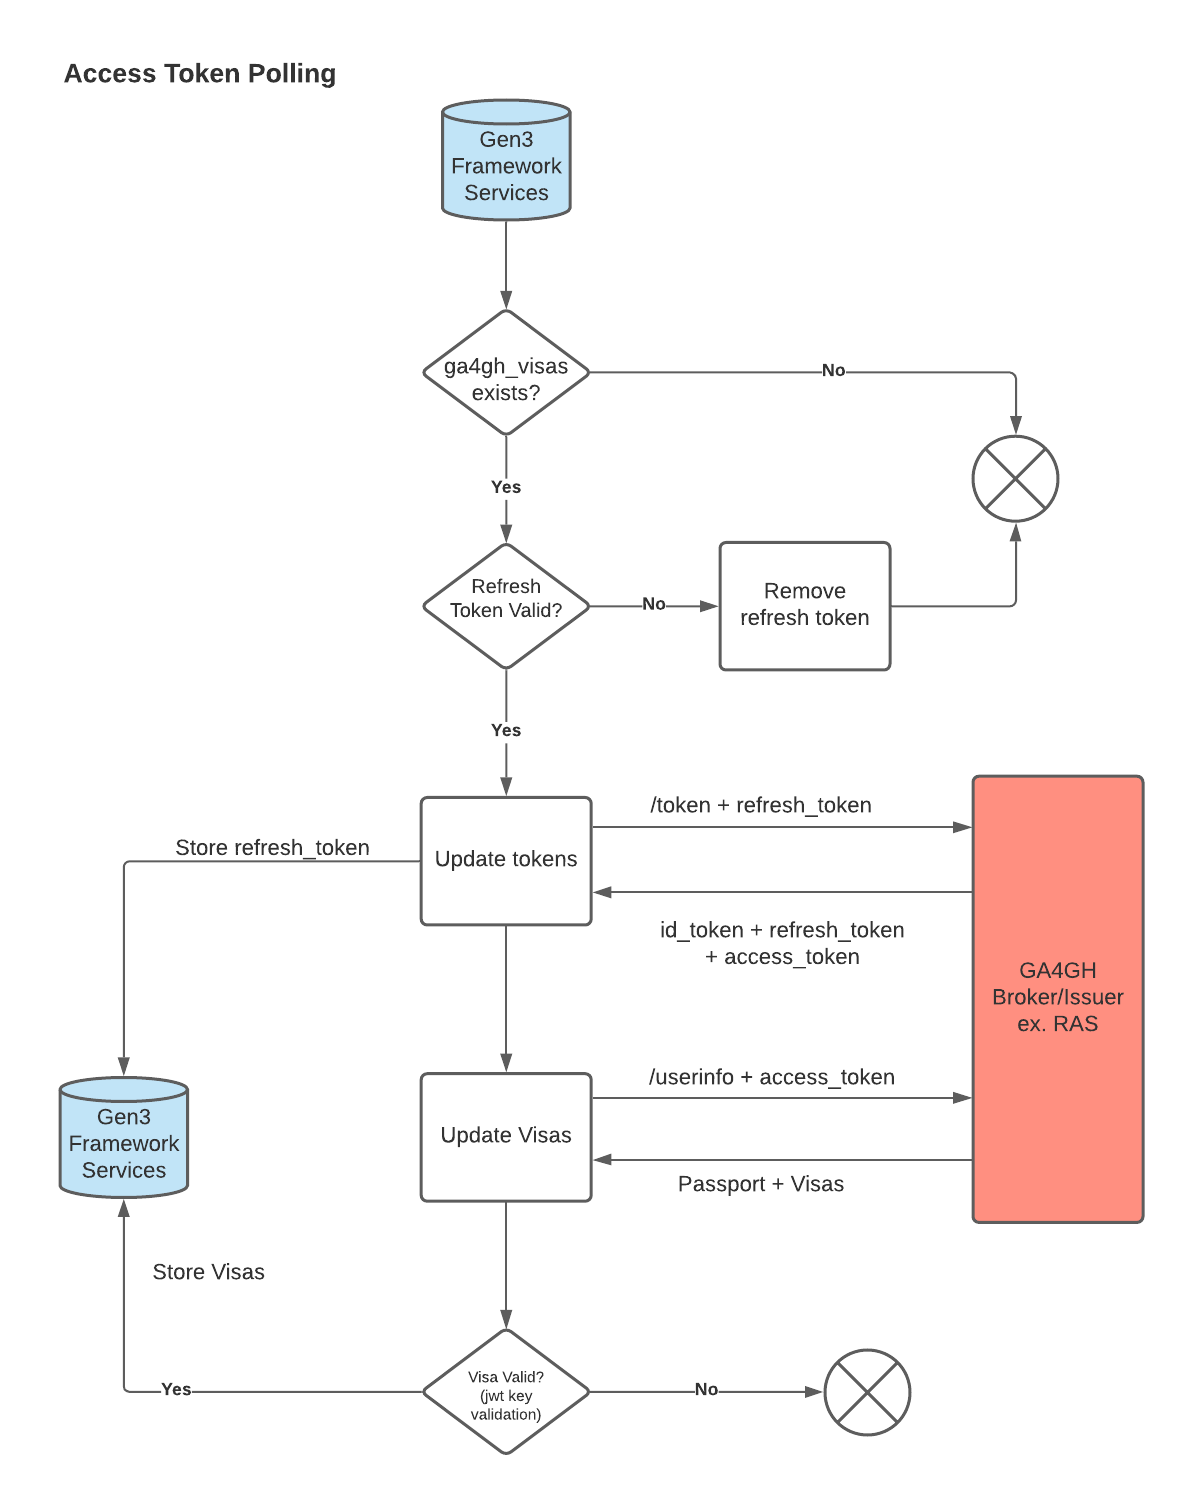 Access Token Polling
Gen3
Framework
Services
ga4gh_visas
exists?
No
Yes
Refresh
Token Valid?
No
Remove
refresh token
Yes
/token + refresh_token
Store refresh_token
Update tokens
id_token + refresh_token
+ access_token
GA4GH
Broker/Issuer
ex. RAS
/userinfo + access_token
Gen3
Framework
Services
Update Visas
Passport + Visas
Store Visas
Visa Valid?
(jwt key
validation)
Yes
No